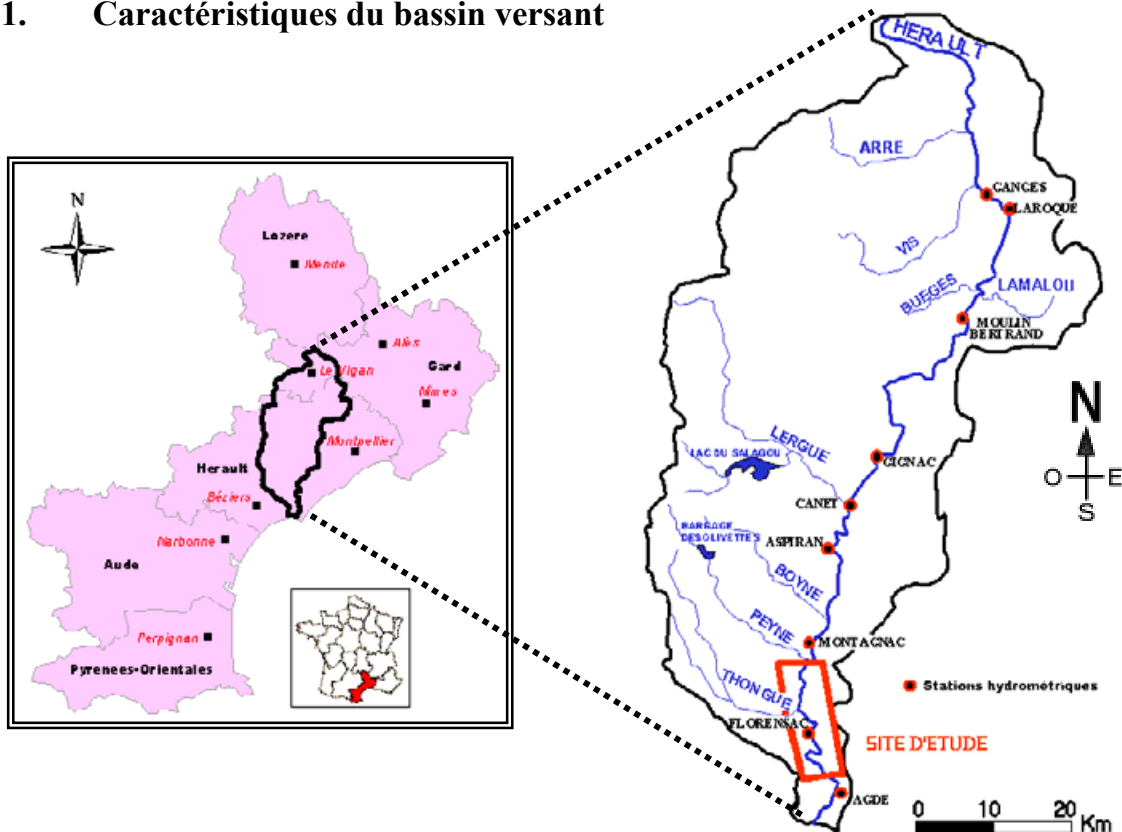 1. Caractéristiques du bassin versant
N
Lozere
Mende
Alès
Gard
Le Vigan
Nîmes
Montpellier
Herault
Béziers
Narbonne
Aude
Perpignan
Pyrenees-Orientales
HERAULT
ARRE
GANGES
LAROQUE
VIS
BUEGES
LAMALOU
MOULIN
BERTRAND
LERGUE
LAC DU SALAGOU
GIGNAC
CANET
BARRAGE
DES OLIVETTES
ASPIRAN
BOYNE
PEYNE
MONTAGNAC
THONGUE
FLORENSAC
AGDE
N
O
E
S
Stations hydrométriques
SITE D'ETUDE
0 10 20 Km